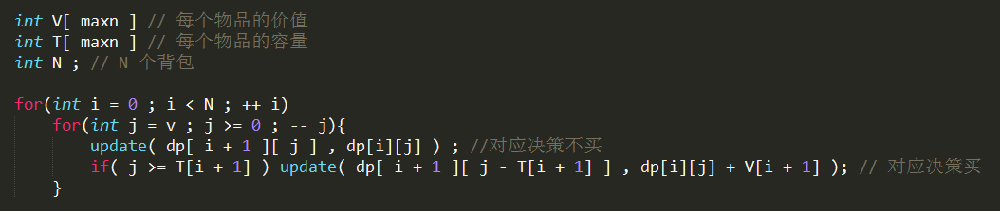 int V[ maxn ] // 每个物品的价值
int T[ maxn ] // 每个物品的容量
int N ; // N 个背包
for(int i = 0 ; i < N ; ++ i)
for(int j = v ; j >= 0 ; -- j){
update( dp[ i + 1 ][ j ] , dp[i][j] ) ; //对应决策不买
if( j >= T[i + 1] ) update( dp[ i + 1 ][ j - T[i + 1] ] , dp[i][j] + V[i + 1] ); // 对应决策买
}